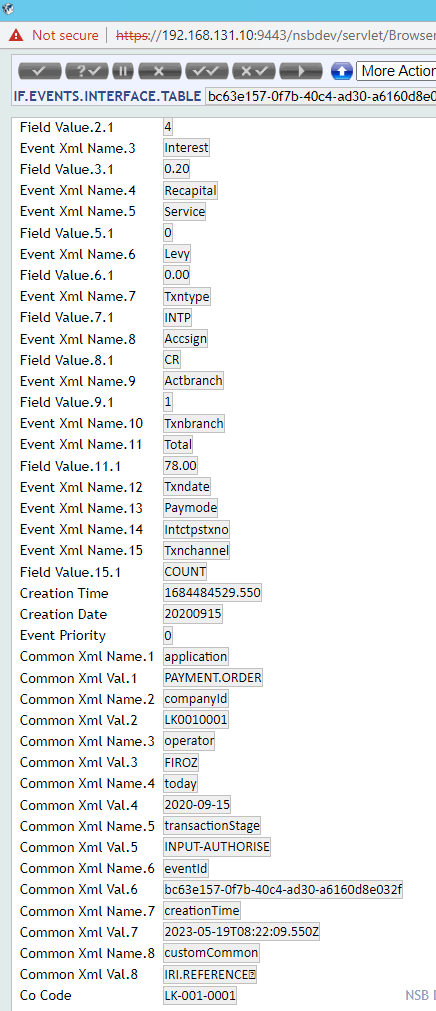 Not secure https://192.168.131.10:9443/nsbdev/servlet/Browser
More Action
IF.EVENTS.INTERFACE.TABLE bc63e157-0f7b-40c4-ad30-a6160d8e0
Field Value.2.1 4
Event Xml Name.3 Interest
Field Value.3.1 0.20
Event Xml Name.4 Recapital
Event Xml Name.5 Service
Field Value.5.1 0
Event Xml Name.6 Levy
Field Value.6.1 0.00
Event Xml Name.7 Txntype
Field Value.7.1 INTP
Event Xml Name.8 Accsign
Field Value.8.1 CR
Event Xml Name.9 Actbranch
Field Value.9.1 1
Event Xml Name.10 Txnbranch
Event Xml Name.11 Total
Field Value.11.1 78.00
Event Xml Name.12 Txndate
Event Xml Name.13 Paymode
Event Xml Name.14 Intctpstxno
Event Xml Name.15 Txnchannel
Field Value.15.1 COUNT
Creation Time 1684484529.550
Creation Date 20200915
Event Priority 0
Common Xml Name.1 application
Common Xml Val.1 PAYMENT.ORDER
Common Xml Name.2 companyId
Common Xml Val.2 LK0010001
Common Xml Name.3 operator
Common Xml Val.3 FIROZ
Common Xml Name.4 today
Common Xml Val.4 2020-09-15
Common Xml Name.5 transactionStage
Common Xml Val.5 INPUT-AUTHORISE
Common Xml Name.6 eventId
Common Xml Val.6 bc63e157-0f7b-40c4-ad30-a6160d8e032f
Common Xml Name.7 creationTime
Common Xml Val.7 2023-05-19T08:22:09.550Z
Common Xml Name.8 customCommon
Common Xml Val.8 IRI.REFERENCE
Co Code LK-001-0001
NSB